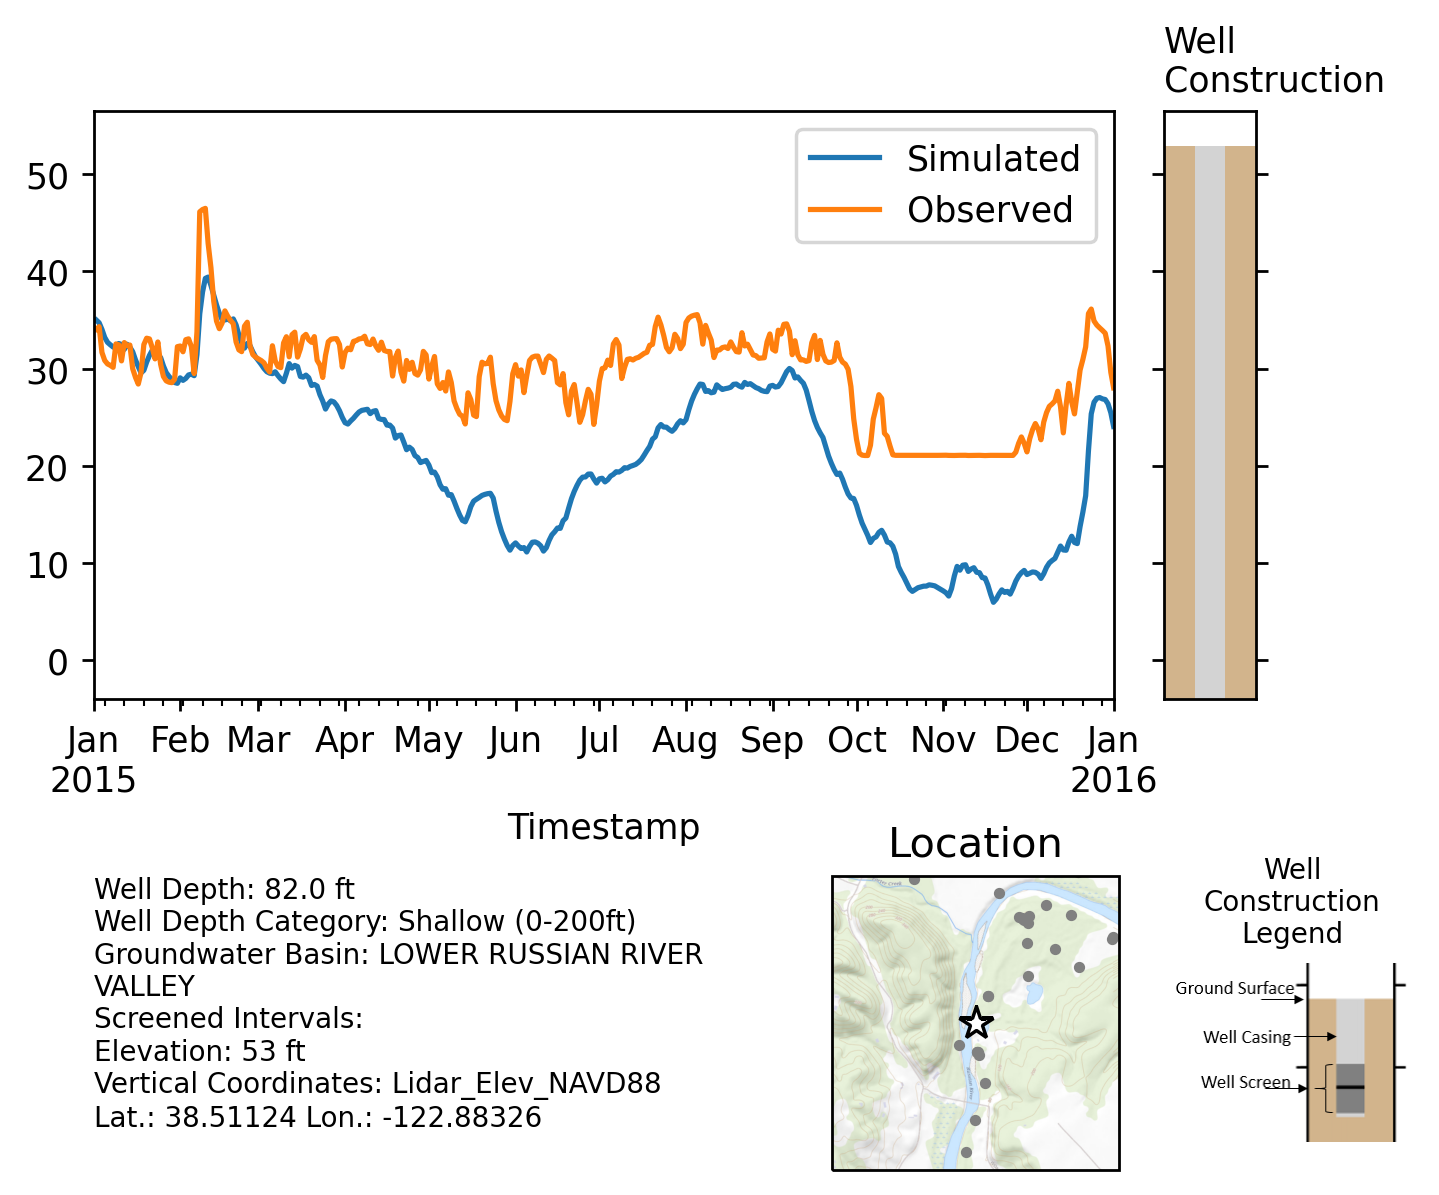 Well
Construction
Simulated
Observed
50
40
30
20
10
0
Jan
2015
Feb
Mar
Apr
May
Jun
Jul
Aug
Sep
Oct
Nov
Dec
Jan
2016
Timestamp
Well Depth: 82.0 ft
Well Depth Category: Shallow (0-200ft)
Groundwater Basin: LOWER RUSSIAN RIVER
VALLEY
Screened Intervals:
Elevation: 53 ft
Vertical Coordinates: Lidar_Elev_NAVD88
Lat.: 38.51124 Lon.: -122.88326
Location
Well
Construction
Legend
Ground Surface
Well Casing
Well Screen